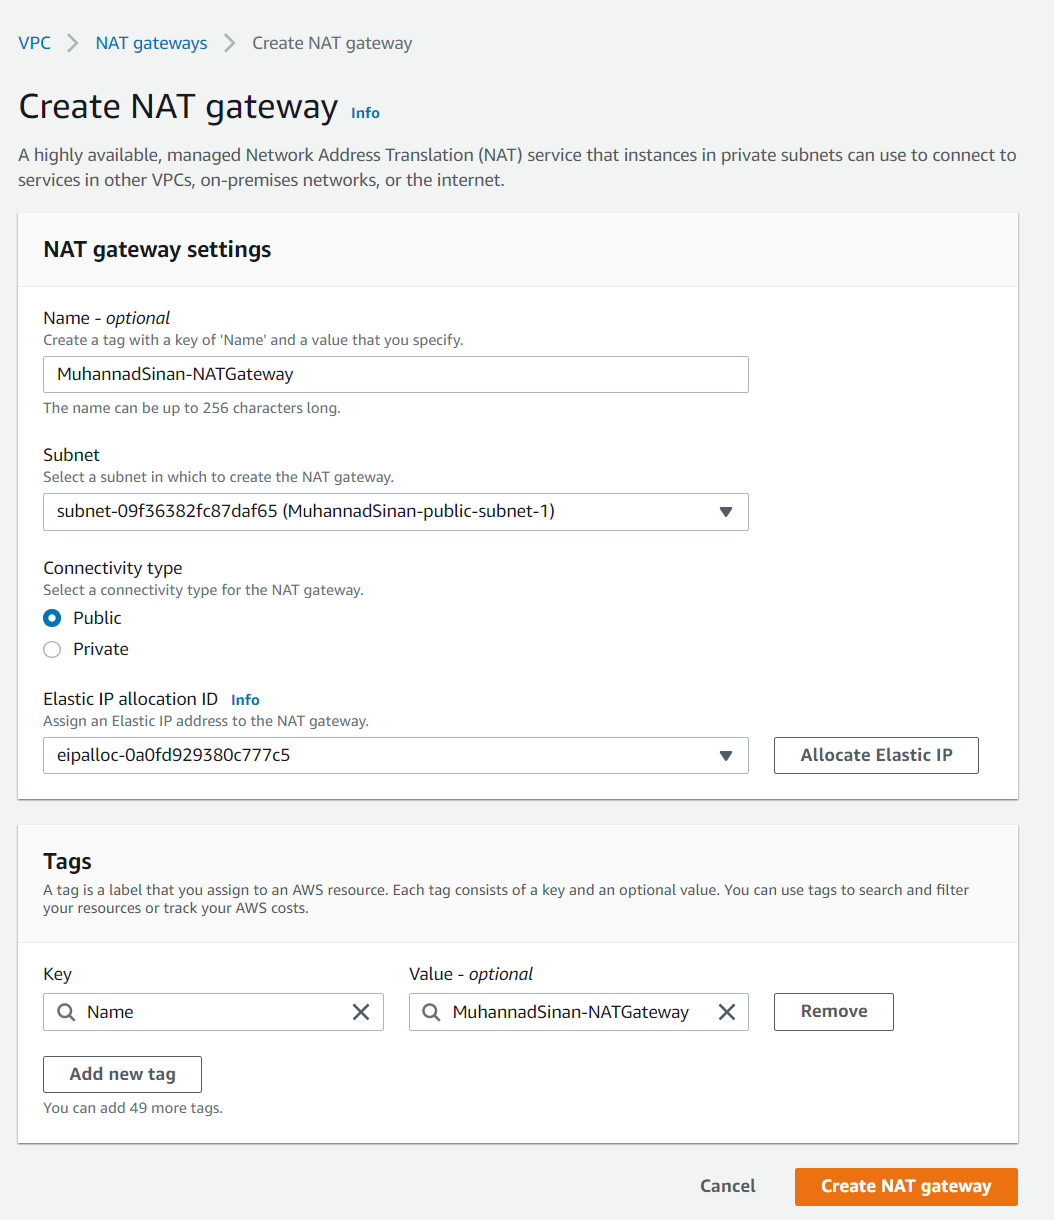 VPC > NAT gateways > Create NAT gateway
Create NAT gateway Info
A highly available, managed Network Address Translation (NAT) service that instances in private subnets can use to connect to
services in other VPCs, on-premises networks, or the internet.
NAT gateway settings
Name - optional
Create a tag with a key of 'Name' and a value that you specify.
MuhannadSinan-NATGateway
The name can be up to 256 characters long.
Subnet
Select a subnet in which to create the NAT gateway.
subnet-09f36382fc87daf65 (MuhannadSinan-public-subnet-1)
Connectivity type
Select a connectivity type for the NAT gateway.
Public
Private
Elastic IP allocation ID Info
Assign an Elastic IP address to the NAT gateway.
eipalloc-0a0fd929380c777c5 Allocate Elastic IP
Tags
A tag is a label that you assign to an AWS resource. Each tag consists of a key and an optional value. You can use tags to search and filter
your resources or track your AWS costs.
Key Value - optional
Name MuhannadSinan-NATGateway Remove
Add new tag
You can add 49 more tags.
Cancel Create NAT gateway